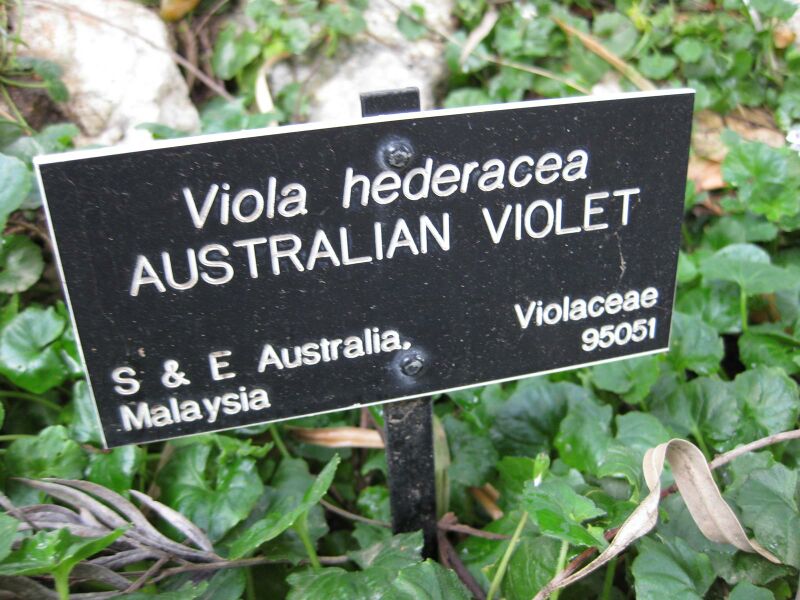 Viola hederacea
AUSTRALIAN VIOLET
S & E Australia.
Malaysia
Violaceae
95051